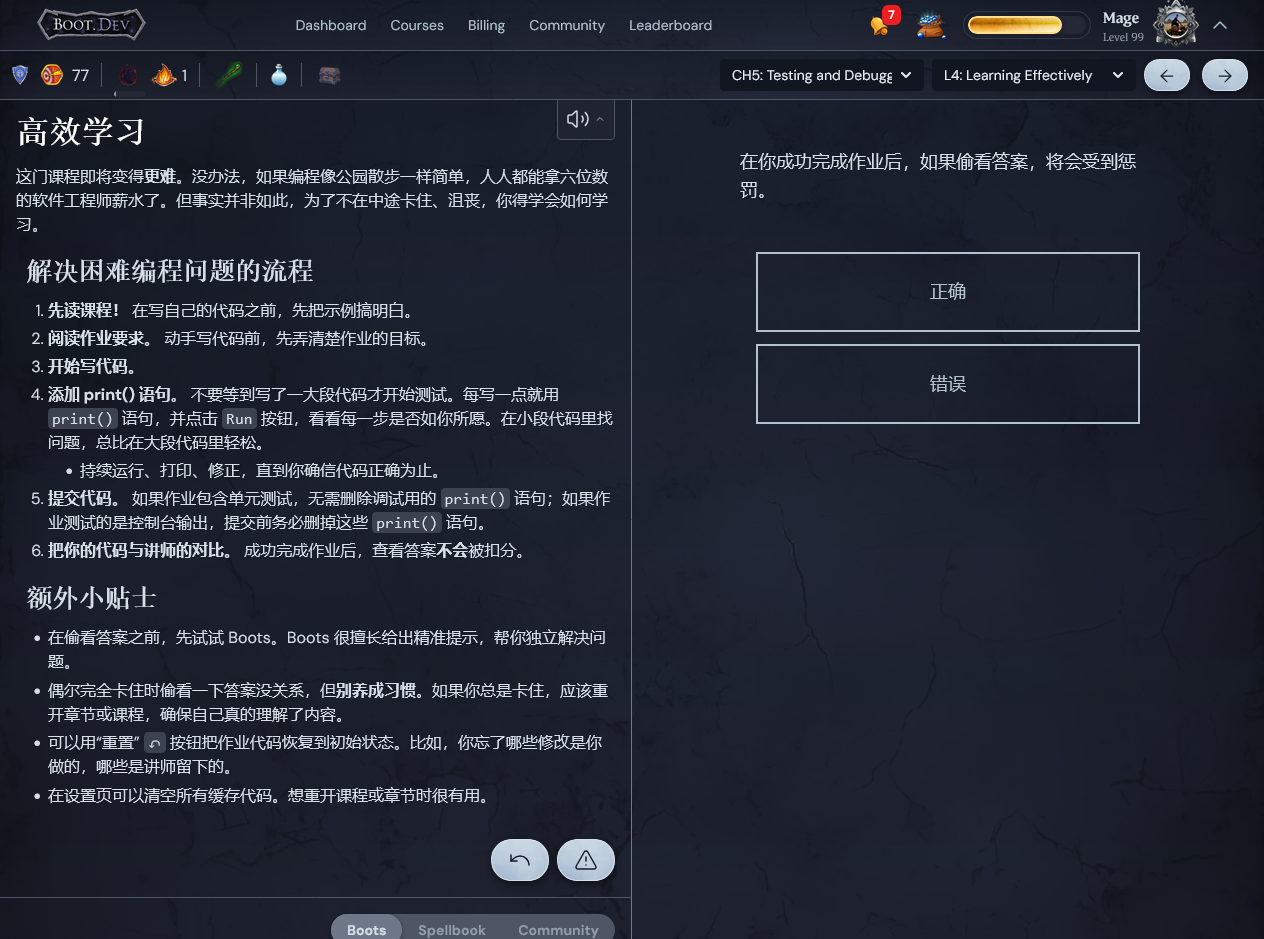 BOOT.DEV
Dashboard
Courses
Billing
Community
Leaderboard
7
Mage
Level 99
77
1
CH5: Testing and Debugg
L4: Learning Effectively
高效学习
这门课程即将变得更难。没办法，如果编程像公园散步一样简单，人人都能拿六位数
的软件工程师薪水了。但事实并非如此，为了不在中途卡住、沮丧，你得学会如何学
习。
解决困难编程问题的流程
1. 先读课程！ 在写自己的代码之前，先把示例搞明白。
2. 阅读作业要求。 动手写代码前，先弄清楚作业的目标。
3. 开始写代码。
4. 添加 print() 语句。 不要等到写了一大段代码才开始测试。每写一点就用
print() 语句，并点击 Run 按钮，看看每一步是否如你所愿。在小段代码里找
问题，总比在大段代码里轻松。
• 持续运行、打印、修正，直到你确信代码正确为止。
5. 提交代码。 如果作业包含单元测试，无需删除调试用的 print() 语句；如果作
业测试的是控制台输出，提交前务必删掉这些 print() 语句。
6. 把你的代码与讲师的对比。 成功完成作业后，查看答案不会被扣分。
额外小贴士
• 在偷看答案之前，先试试 Boots。Boots 很擅长给出精准提示，帮你独立解决问
题。
• 偶尔完全卡住时偷看一下答案没关系，但别养成习惯。如果你总是卡住，应该重
开章节或课程，确保自己真的理解了内容。
• 可以用“重置” 按钮把作业代码恢复到初始状态。比如，你忘了哪些修改是你
做的，哪些是讲师留下的。
• 在设置页可以清空所有缓存代码。想重开课程或章节时很有用。
Boots
Spellbook
Community
在你成功完成作业后，如果偷看答案，将会受到惩
罚。
正确
错误